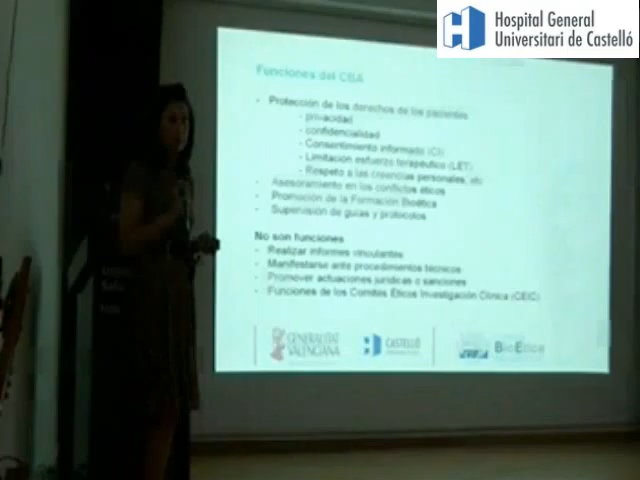 Hospital General
Universitari de Castelló
Funciones del CBA
- Protección de los derechos de los pacientes
- privacidad
- confidencialidad
- Consentimiento informado (CI)
- Limitación esfuerzo terapéutico (LET)
- Respeto a las creencias personales, etc
- Asesoramiento en los conflictos éticos
- Promoción de la Formación Bioética
- Supervisión de guías y protocolos
No son funciones
- Realizar informes vinculantes
- Manifestarse ante procedimientos técnicos
- Promover actuaciones jurídicas o sanciones
- Funciones de los Comités Éticos Investigación Clínica (CEIC)
GENERALITAT
VALENCIANA
CASTELLÓ
BioEtica